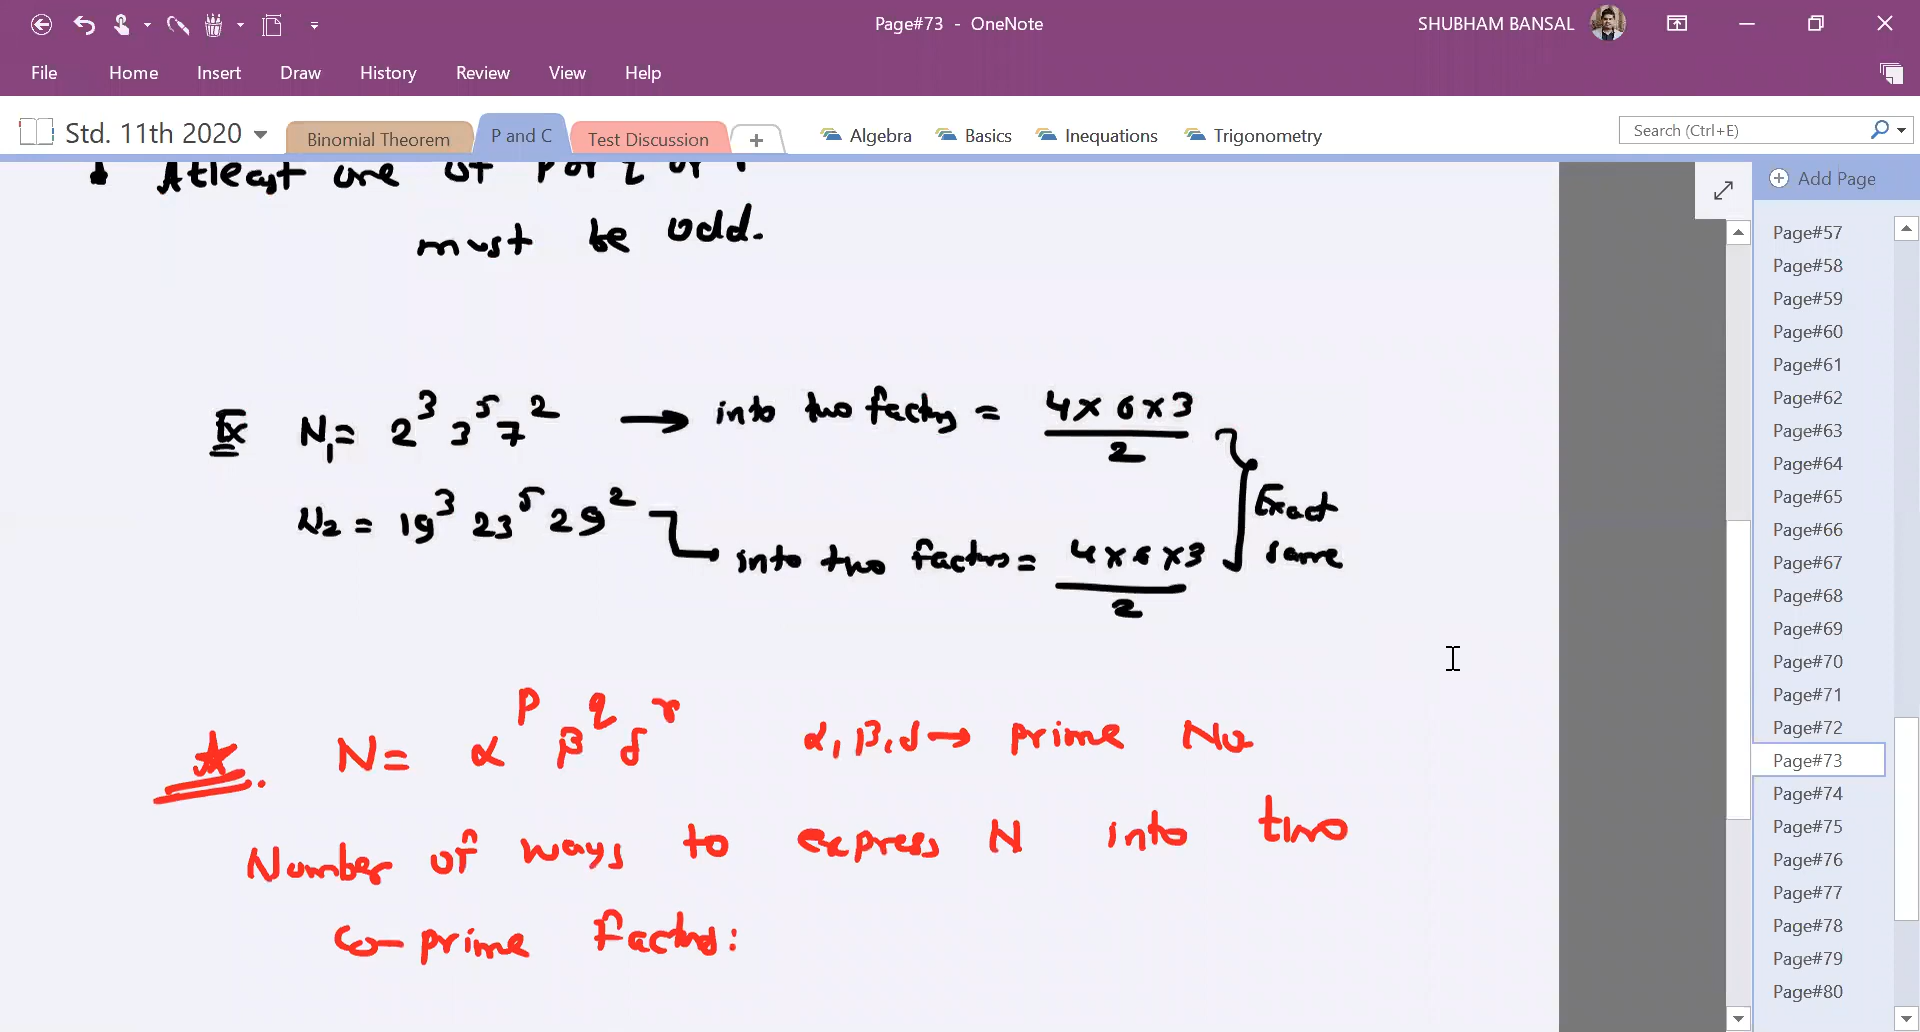 Page#73 - OneNote
SHUBHAM BANSAL
File Home Insert Draw History Review View Help
Std. 11th 2020
Binomial Theorem
P and C
Test Discussion
+
Algebra
Basics
Inequations
Trigonometry
Search (Ctrl+E)
Add Page
Atleast one of p or q or r
must be odd.
Ex N₁ = 2³ 3⁵ 7² → into two factors = (4 × 6 × 3)/2
N₂ = 19³ 23⁵ 29² → into two factors = (4 × 6 × 3)/2
Exact
same
N = α^p β^q δ^r α, β, δ → prime No
Number of ways to express N into two
co-prime factors:
Page#57
Page#58
Page#59
Page#60
Page#61
Page#62
Page#63
Page#64
Page#65
Page#66
Page#67
Page#68
Page#69
Page#70
Page#71
Page#72
Page#73
Page#74
Page#75
Page#76
Page#77
Page#78
Page#79
Page#80